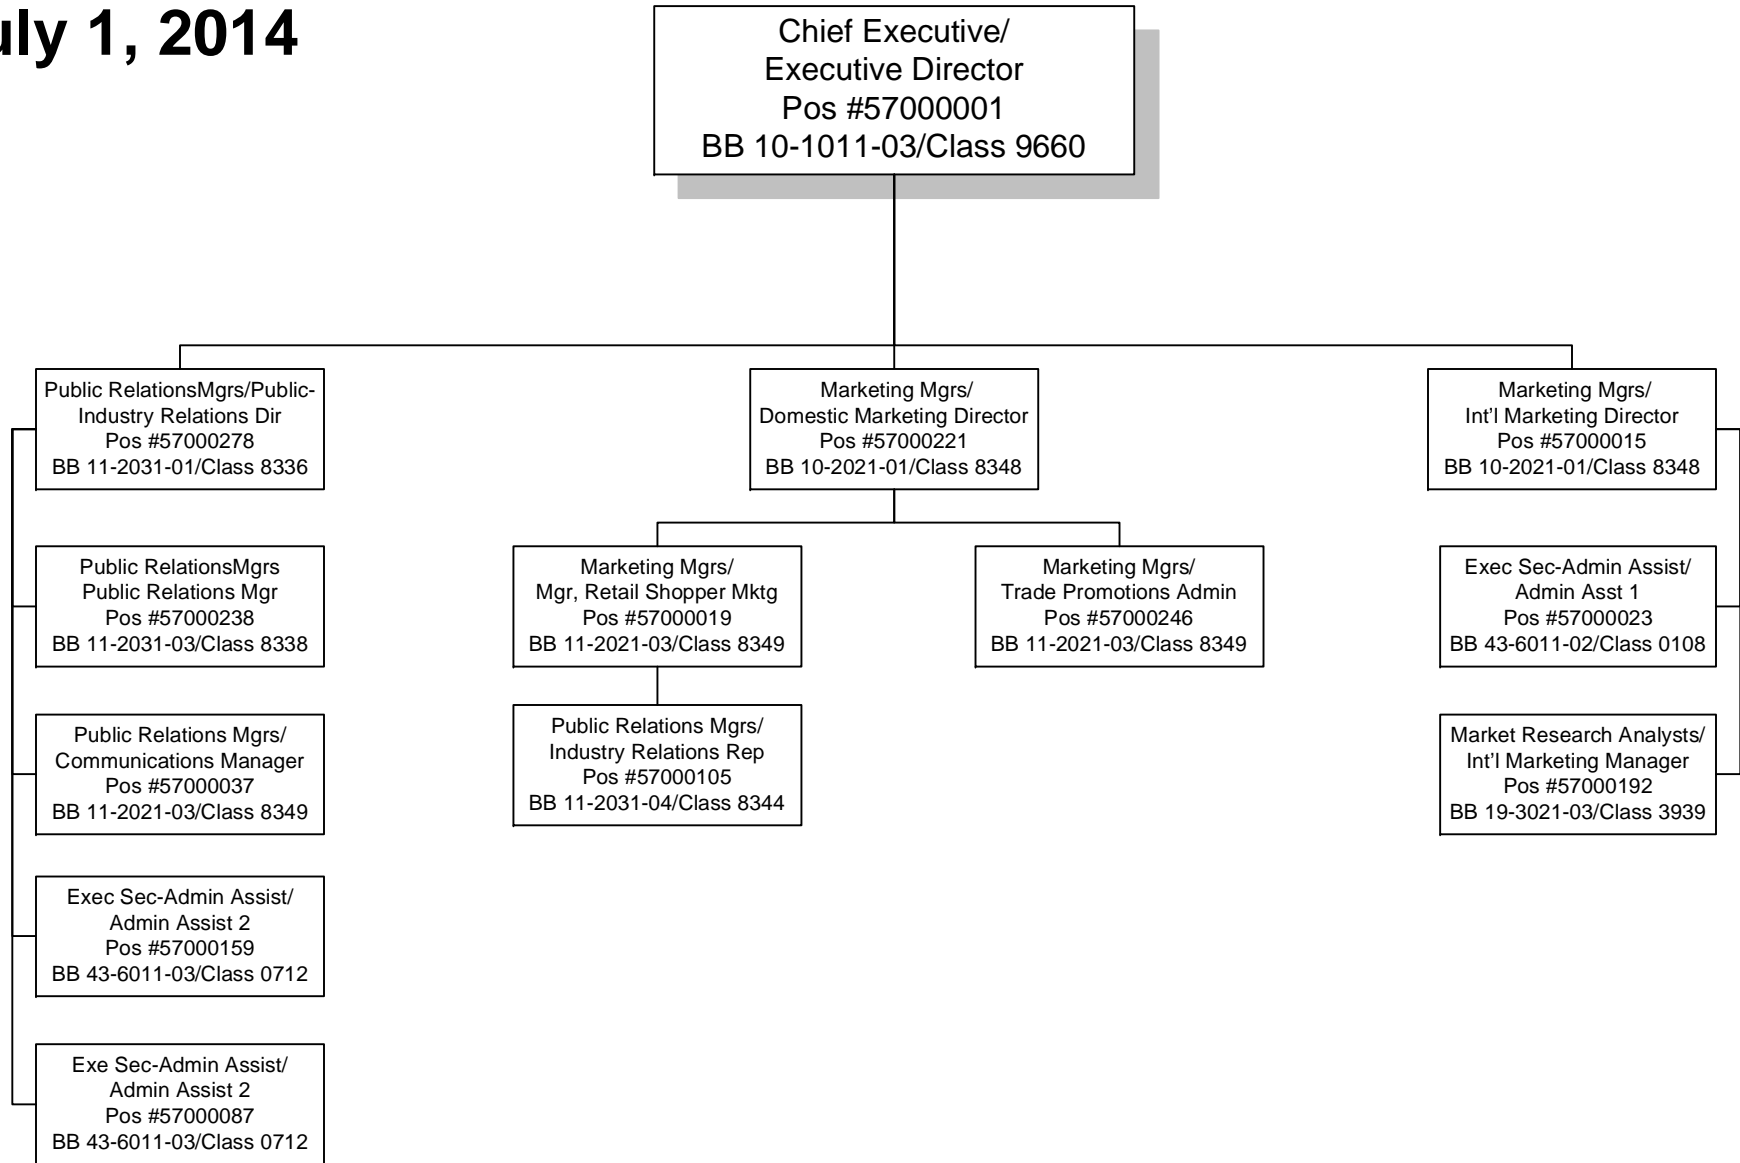 uly 1, 2014
Chief Executive/
Executive Director
Pos #57000001
BB 10-1011-03/Class 9660
Public RelationsMgrs/Public-
Industry Relations Dir
Pos #57000278
BB 11-2031-01/Class 8336
Marketing Mgrs/
Domestic Marketing Director
Pos #57000221
BB 10-2021-01/Class 8348
Marketing Mgrs/
Int'l Marketing Director
Pos #57000015
BB 10-2021-01/Class 8348
Public RelationsMgrs
Public Relations Mgr
Pos #57000238
BB 11-2031-03/Class 8338
Marketing Mgrs/
Mgr, Retail Shopper Mktg
Pos #57000019
BB 11-2021-03/Class 8349
Marketing Mgrs/
Trade Promotions Admin
Pos #57000246
BB 11-2021-03/Class 8349
Exec Sec-Admin Assist/
Admin Asst 1
Pos #57000023
BB 43-6011-02/Class 0108
Public Relations Mgrs/
Communications Manager
Pos #57000037
BB 11-2021-03/Class 8349
Public Relations Mgrs/
Industry Relations Rep
Pos #57000105
BB 11-2031-04/Class 8344
Market Research Analysts/
Int'l Marketing Manager
Pos #57000192
BB 19-3021-03/Class 3939
Exec Sec-Admin Assist/
Admin Assist 2
Pos #57000159
BB 43-6011-03/Class 0712
Exe Sec-Admin Assist/
Admin Assist 2
Pos #57000087
BB 43-6011-03/Class 0712